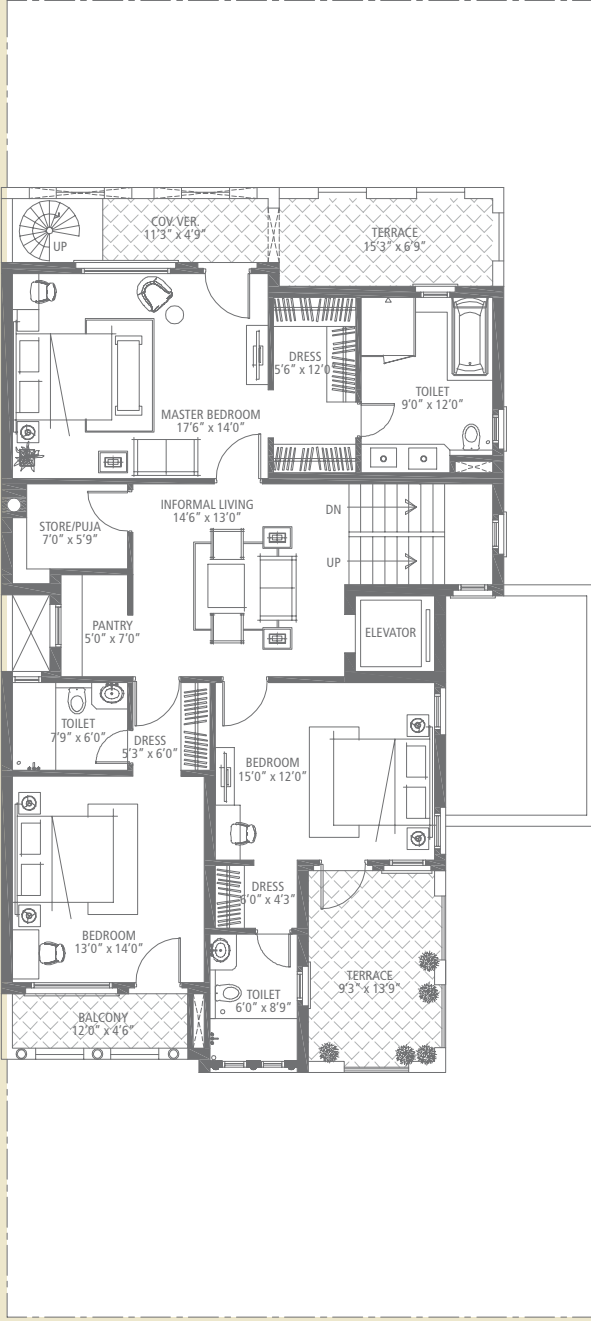 UP
COV. VER.
11'3" x 4'9"
TERRACE
15'3" x 6'9"
DRESS
5'6" x 12'0"
TOILET
9'0" x 12'0"
MASTER BEDROOM
17'6" x 14'0"
INFORMAL LIVING
14'6" x 13'0"
DN
STORE/PUJA
7'0" x 5'9"
UP
PANTRY
5'0" x 7'0"
ELEVATOR
TOILET
7'9" x 6'0"
DRESS
5'3" x 6'0"
BEDROOM
15'0" x 12'0"
DRESS
6'0" x 4'3"
BEDROOM
13'0" x 14'0"
TERRACE
9'3" x 13'9"
TOILET
6'0" x 8'9"
BALCONY
12'0" x 4'6"